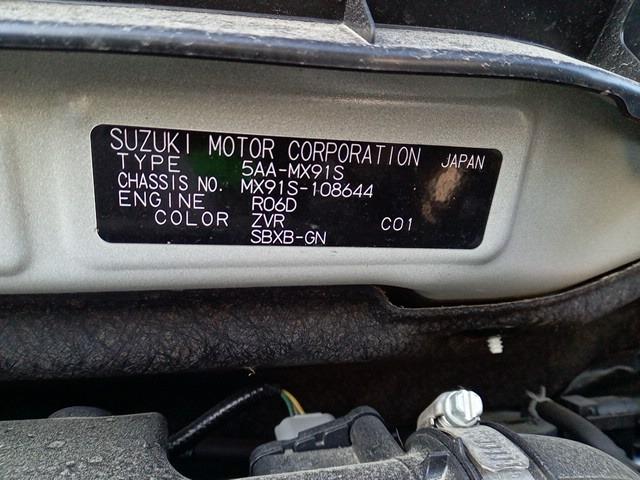 SUZUKI MOTOR CORPORATION JAPAN
TYPE 5AA-MX91S
CHASSIS NO. MX91S-108644
ENGINE R06D
COLOR ZVR C01
SBXB-GN